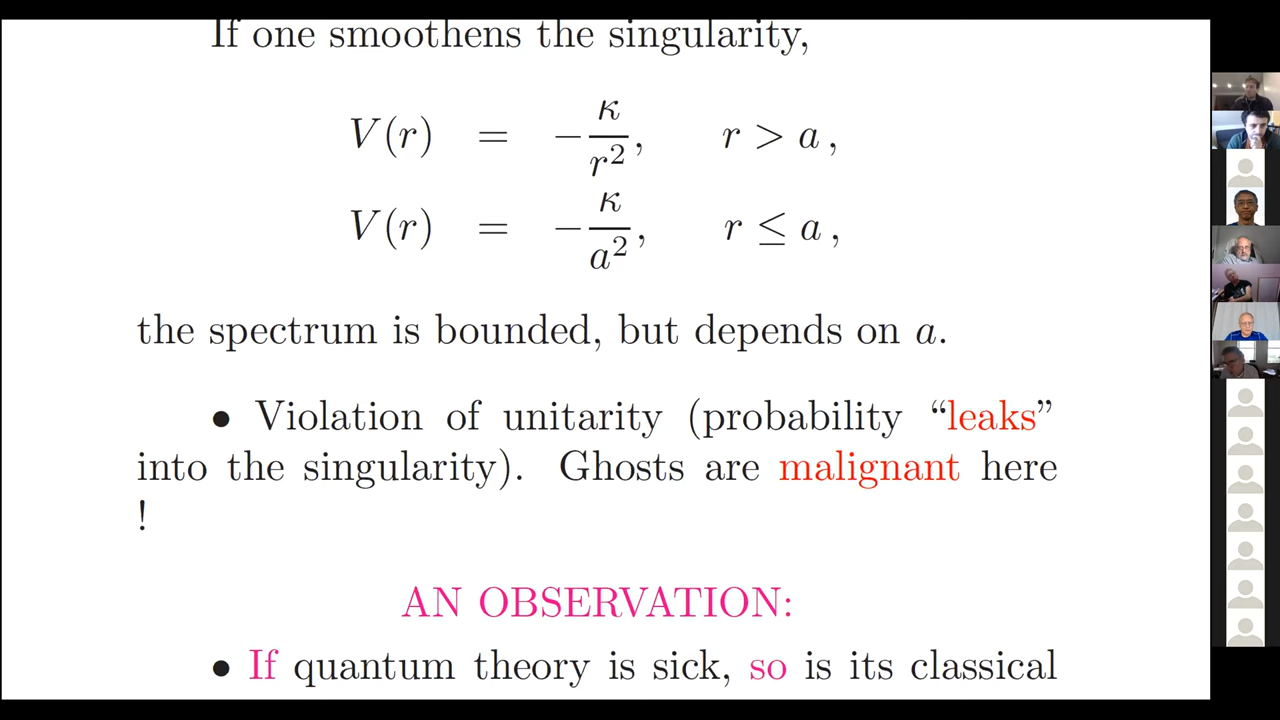 If one smoothens the singularity,
V(r) = −κ/r², r > a ,
V(r) = −κ/a², r ≤ a ,
the spectrum is bounded, but depends on a.
• Violation of unitarity (probability “leaks”
into the singularity). Ghosts are malignant here
!
AN OBSERVATION:
• If quantum theory is sick, so is its classical